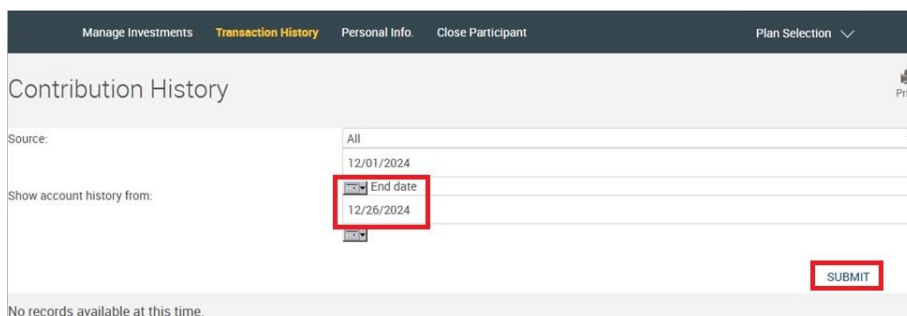 Manage Investments Transaction History Personal Info. Close Participant Plan Selection
Contribution History
Source: All
12/01/2024
Show account history from:
End date
12/26/2024
SUBMIT
No records available at this time.